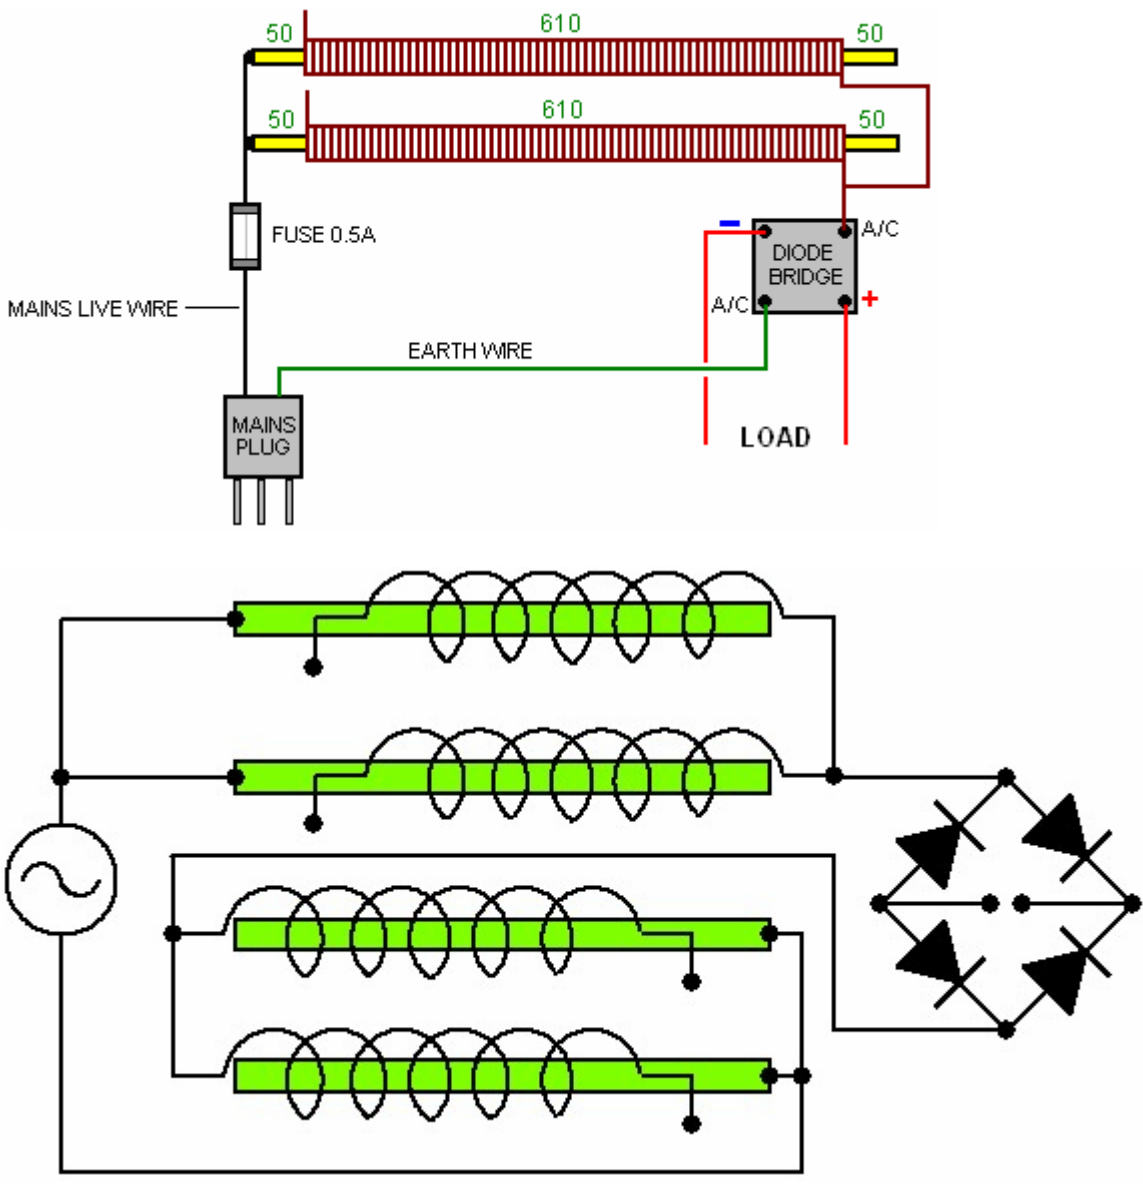 610
50 50
610
50 50
FUSE 0.5A
MAINS LIVE WIRE
− A/C
DIODE
BRIDGE
A/C +
EARTH WIRE
MAINS
PLUG
LOAD